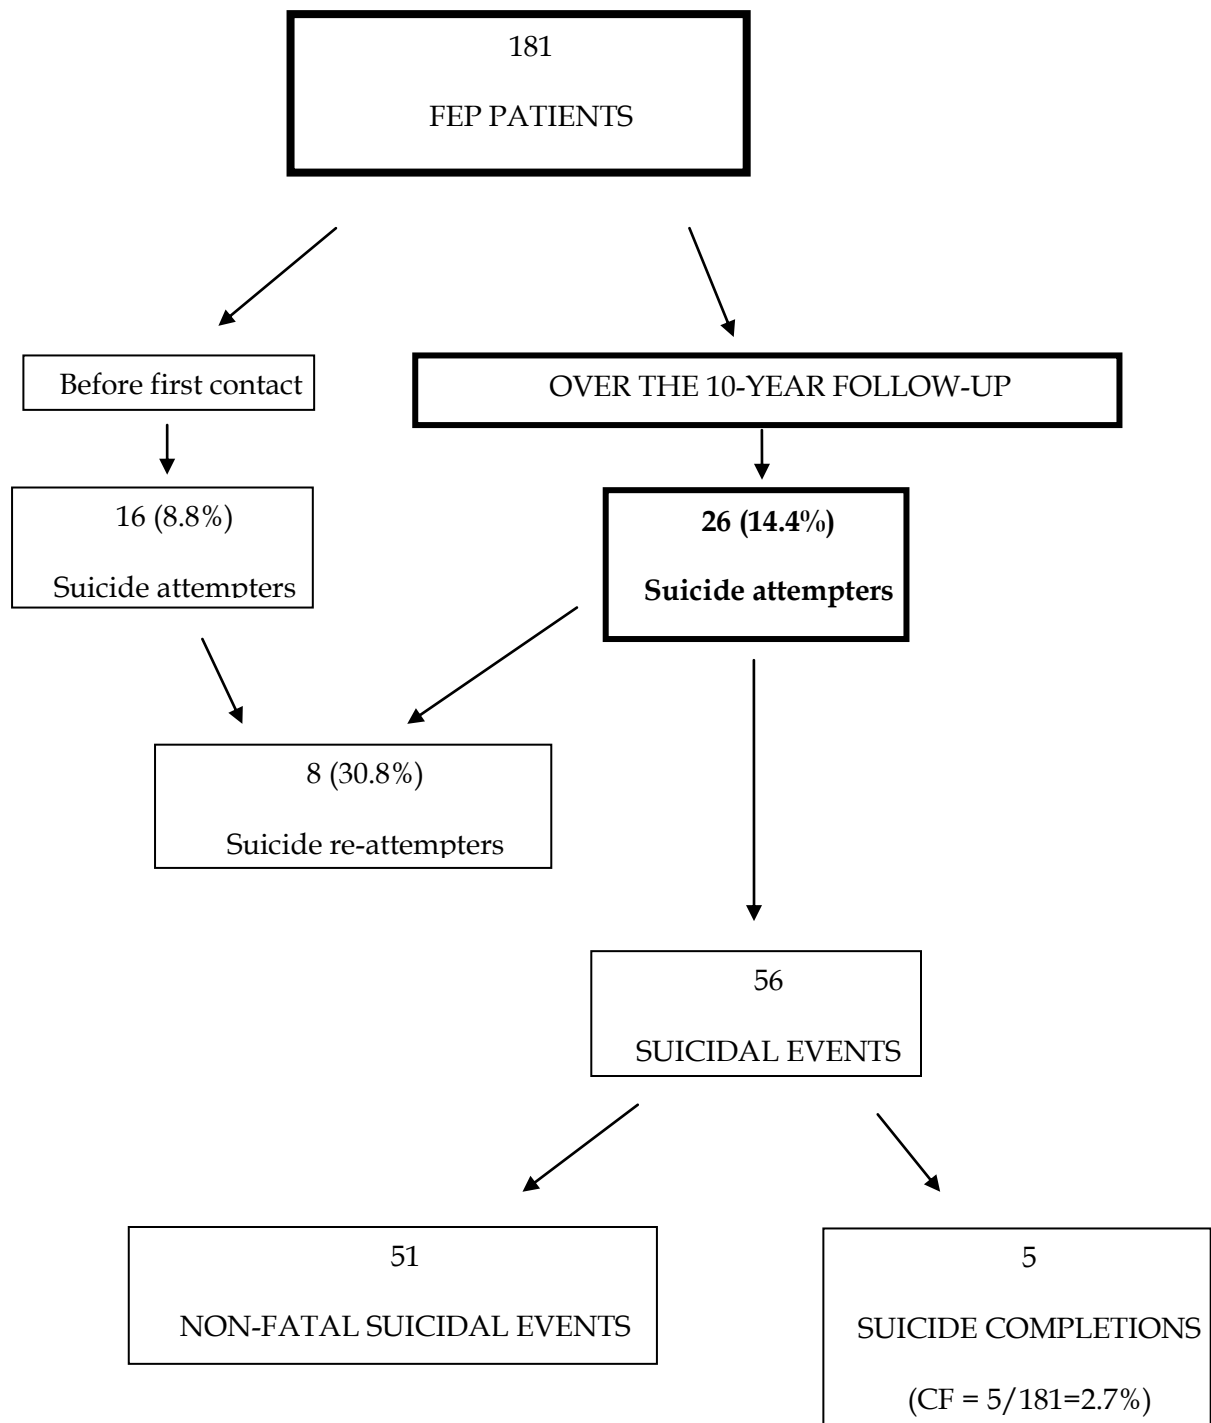 181
FEP PATIENTS
Before first contact
OVER THE 10-YEAR FOLLOW-UP
16 (8.8%)
Suicide attempters
26 (14.4%)
Suicide attempters
8 (30.8%)
Suicide re-attempters
56
SUICIDAL EVENTS
51
NON-FATAL SUICIDAL EVENTS
5
SUICIDE COMPLETIONS
(CF = 5/181=2.7%)